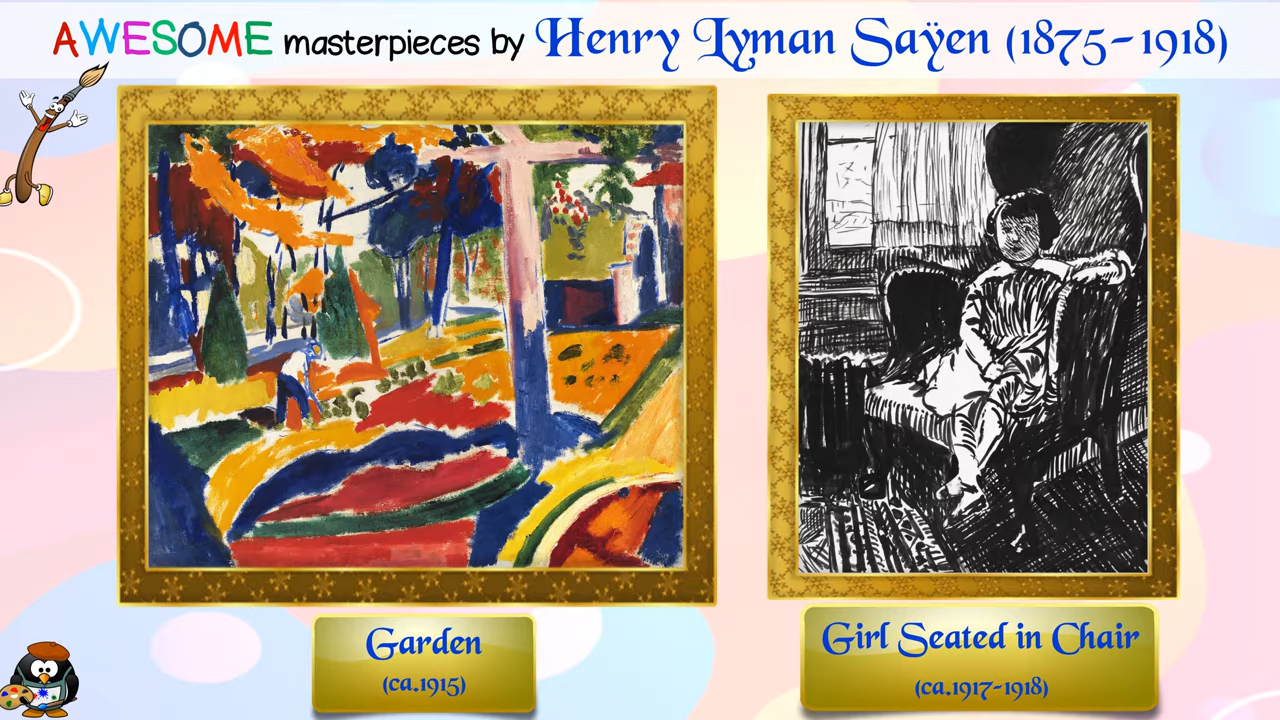 AWESOME masterpieces by Henry Lyman Saÿen (1875-1918)
Garden
(ca.1915)
Girl Seated in Chair
(ca.1917-1918)